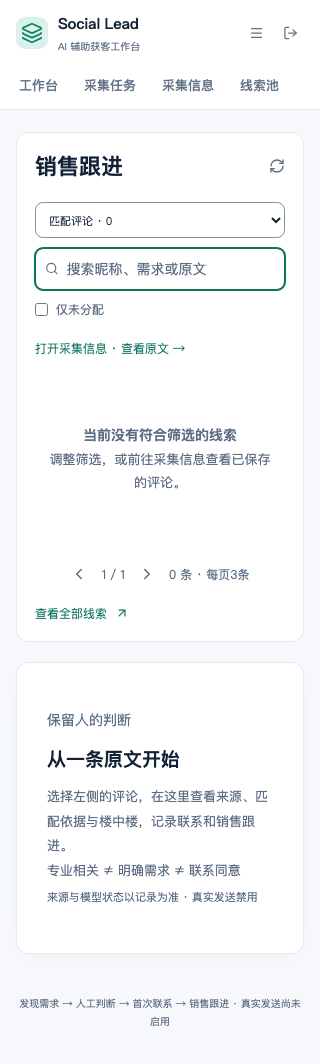 Social Lead
AI 辅助获客工作台
工作台 采集任务 采集信息 线索池
销售跟进
匹配评论 · 0
搜索昵称、需求或原文
仅未分配
打开采集信息 · 查看原文 →
当前没有符合筛选的线索
调整筛选，或前往采集信息查看已保存
的评论。
1 / 1 0 条 · 每页3条
查看全部线索
保留人的判断
从一条原文开始
选择左侧的评论，在这里查看来源、匹
配依据与楼中楼，记录联系和销售跟
进。
专业相关 ≠ 明确需求 ≠ 联系同意
来源与模型状态以记录为准 · 真实发送禁用
发现需求 → 人工判断 → 首次联系 → 销售跟进 · 真实发送尚未
启用